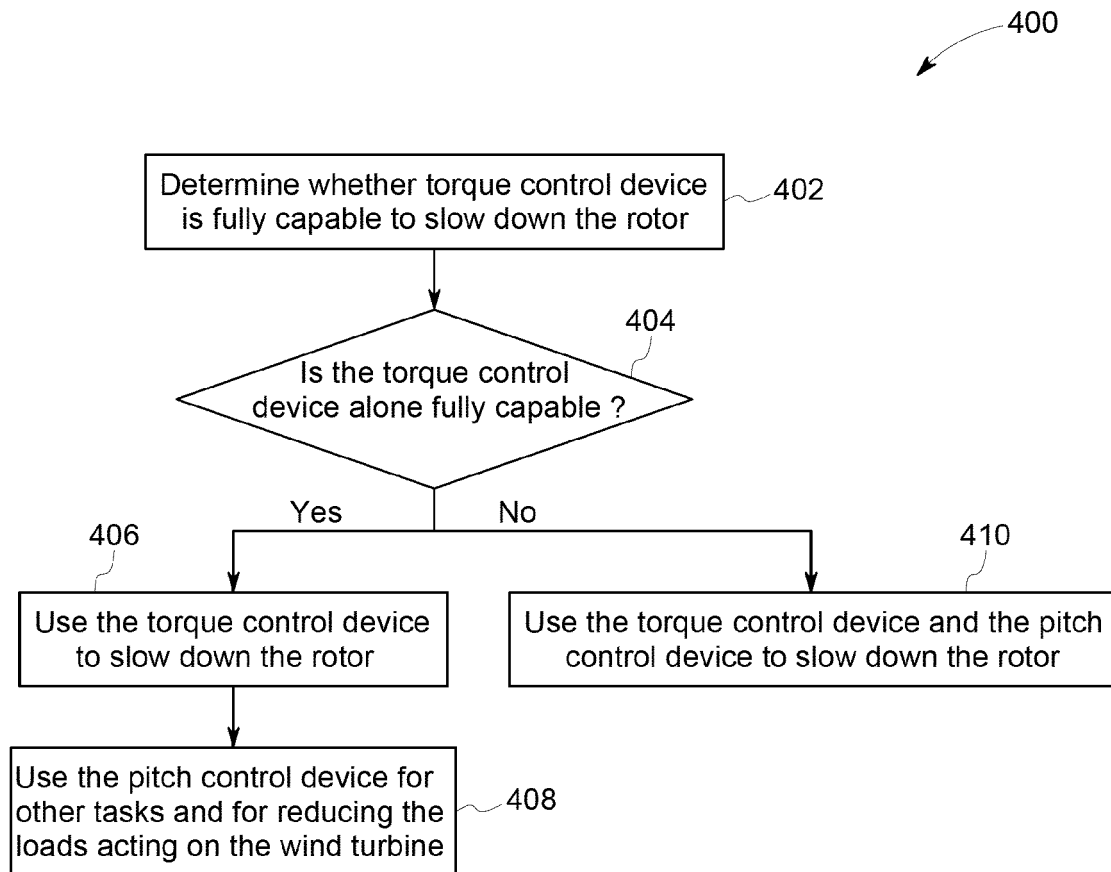 400
Determine whether torque control device
is fully capable to slow down the rotor
402
404
Is the torque control
device alone fully capable ?
Yes
No
406
Use the torque control device
to slow down the rotor
410
Use the torque control device and the pitch
control device to slow down the rotor
Use the pitch control device for
other tasks and for reducing the
loads acting on the wind turbine
408